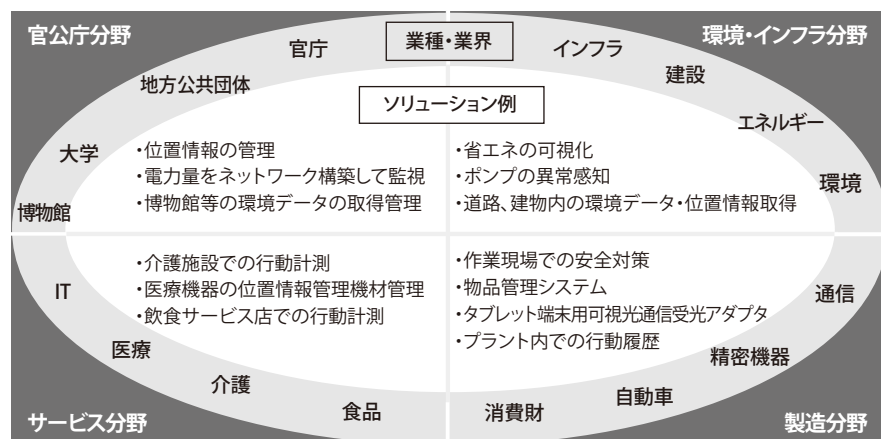 官公庁分野
環境・インフラ分野
業種・業界
官庁
地方公共団体
大学
博物館
インフラ
建設
エネルギー
環境
ソリューション例
・位置情報の管理
・電力量をネットワーク構築して監視
・博物館等の環境データの取得管理
・省エネの可視化
・ポンプの異常感知
・道路、建物内の環境データ・位置情報取得
・介護施設での行動計測
・医療機器の位置情報管理機材管理
・飲食サービス店での行動計測
・作業現場での安全対策
・物品管理システム
・タブレット端末用可視光通信受光アダプタ
・プラント内での行動履歴
IT
医療
介護
食品
通信
精密機器
自動車
消費財
サービス分野
製造分野